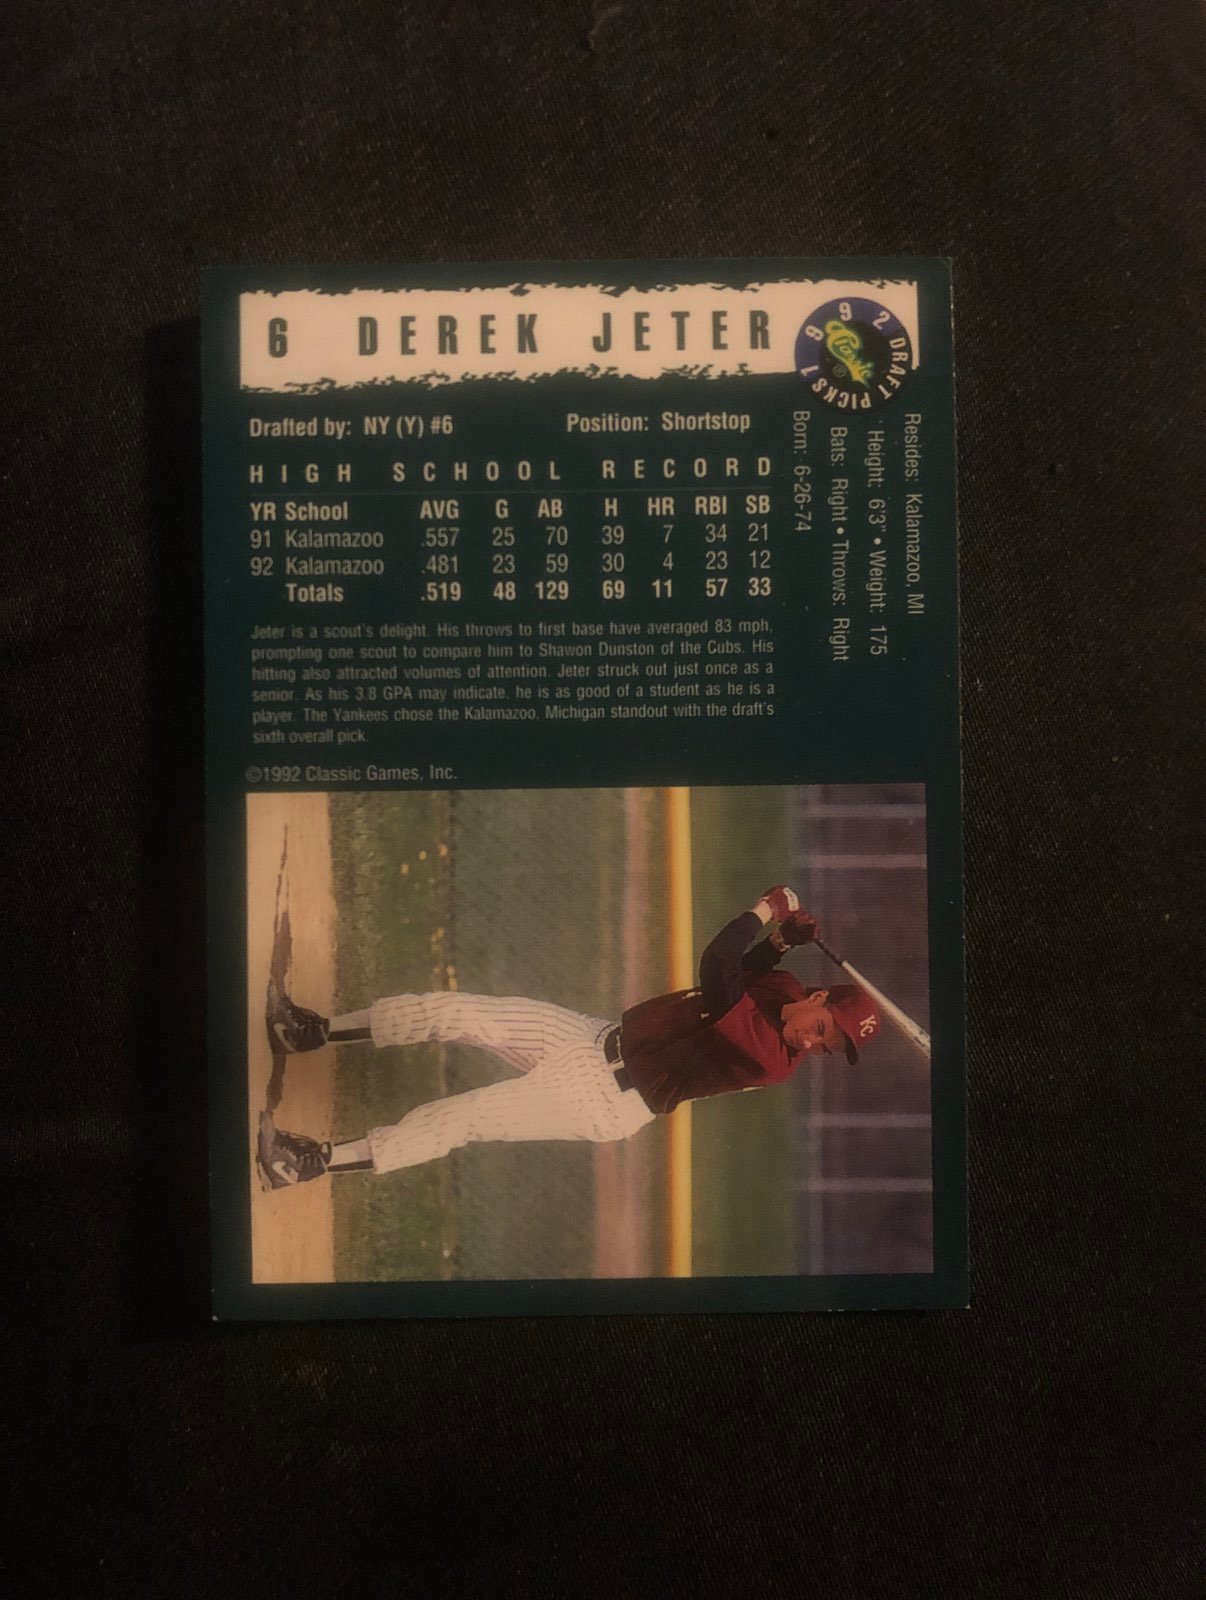 6 DEREK JETER
1992 DRAFT PICKS
Classic
®
Drafted by: NY (Y) #6 Position: Shortstop
HIGH SCHOOL RECORD
YR School AVG G AB H HR RBI SB
91 Kalamazoo .557 25 70 39 7 34 21
92 Kalamazoo .481 23 59 30 4 23 12
Totals .519 48 129 69 11 57 33
Resides: Kalamazoo, MI
Height: 6'3" • Weight: 175
Bats: Right • Throws: Right
Born: 6-26-74
Jeter is a scout's delight. His throws to first base have averaged 83 mph,
prompting one scout to compare him to Shawon Dunston of the Cubs. His
hitting also attracted volumes of attention. Jeter struck out just once as a
senior. As his 3.8 GPA may indicate, he is as good of a student as he is a
player. The Yankees chose the Kalamazoo, Michigan standout with the draft's
sixth overall pick.
©1992 Classic Games, Inc.
KC